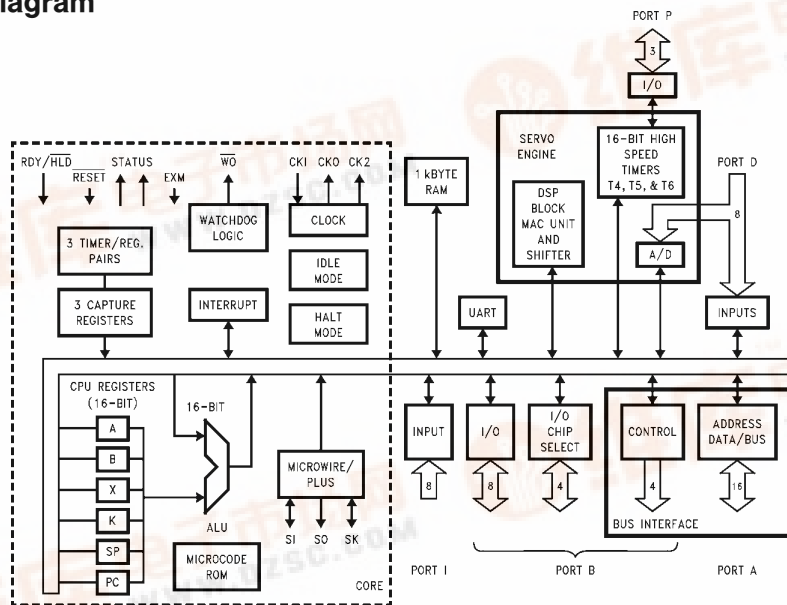 lagram
PORT P
3
I/O
SERVO
ENGINE
16-BIT HIGH
SPEED
TIMERS
T4, T5, & T6
PORT D
8
DSP
BLOCK
MAC UNIT
AND
SHIFTER
A/D
1 kBYTE
RAM
UART
INPUTS
RDY/HLD
RESET
STATUS
EXM
WO
CKI
CKO
CK2
WATCHDOG
LOGIC
CLOCK
3 TIMER/REG.
PAIRS
IDLE
MODE
3 CAPTURE
REGISTERS
INTERRUPT
HALT
MODE
CPU REGISTERS
(16-BIT)
16-BIT
A
B
X
K
SP
PC
ALU
MICROWIRE/
PLUS
SI
SO
SK
MICROCODE
ROM
CORE
INPUT
8
I/O
8
I/O
CHIP
SELECT
4
CONTROL
4
ADDRESS
DATA/BUS
16
BUS INTERFACE
PORT I
PORT B
PORT A
WWW.DZSC.COM